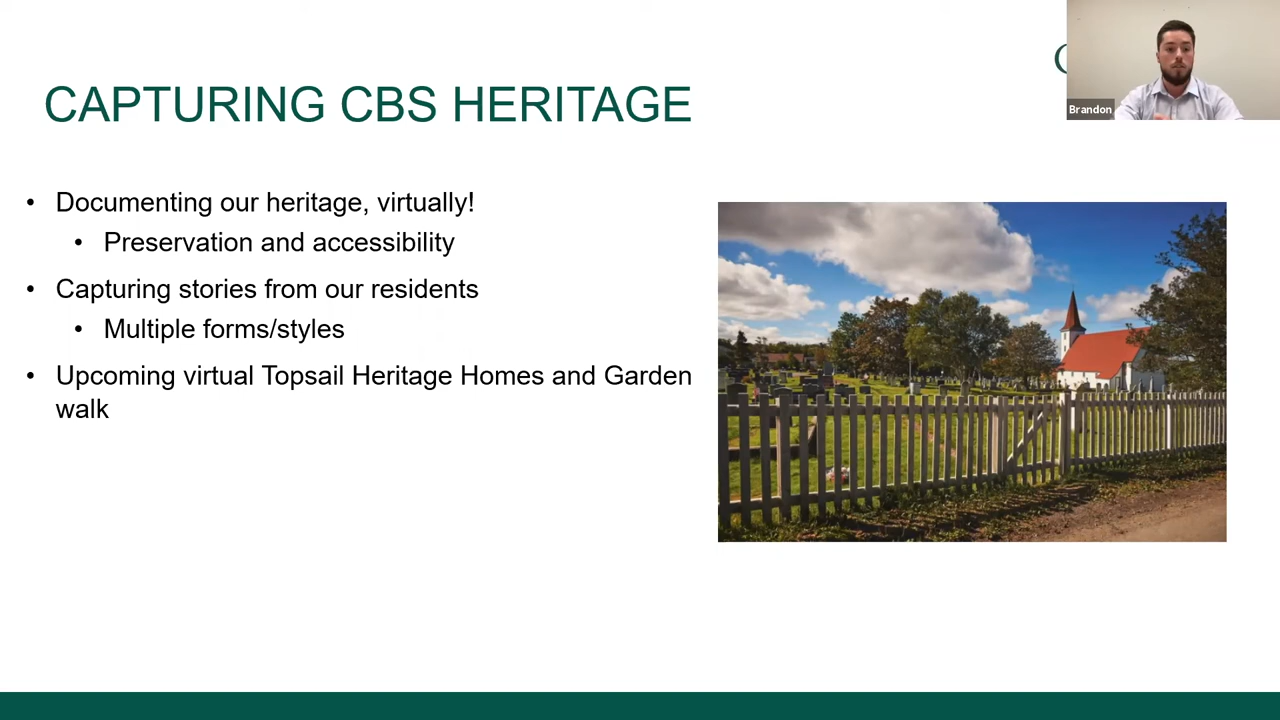 CAPTURING CBS HERITAGE
Brandon
• Documenting our heritage, virtually!
• Preservation and accessibility
• Capturing stories from our residents
• Multiple forms/styles
• Upcoming virtual Topsail Heritage Homes and Garden
walk